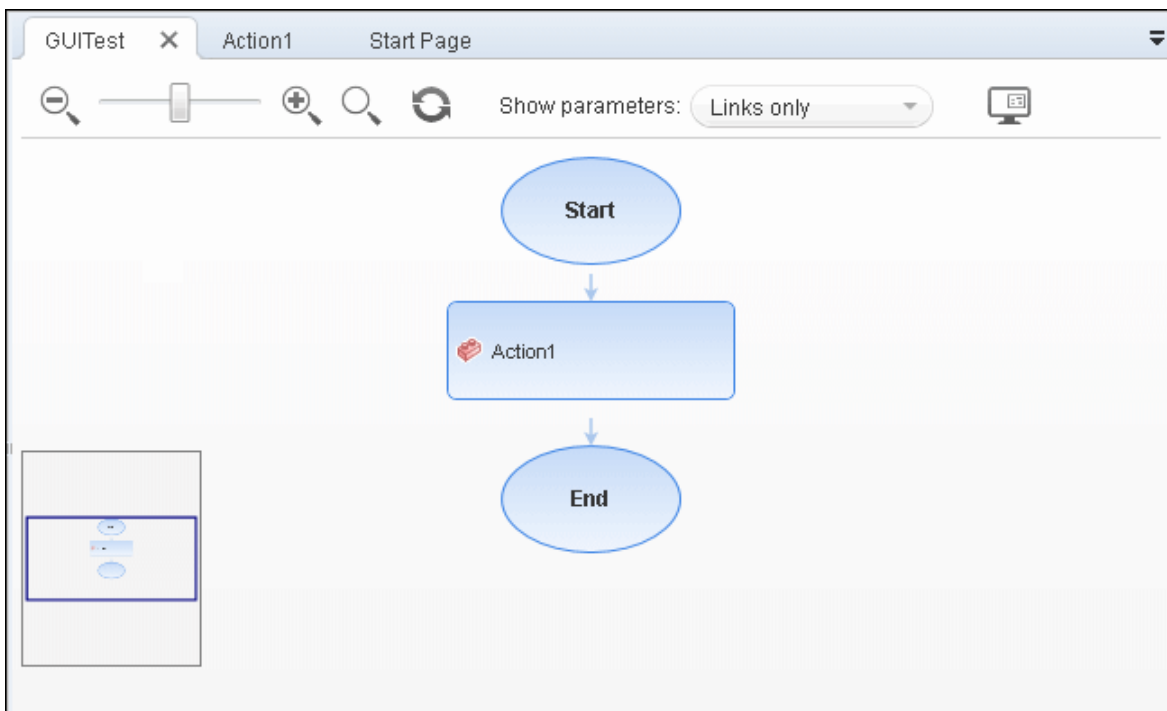 GUITest Action1 Start Page
Show parameters: Links only
Start
Action1
End